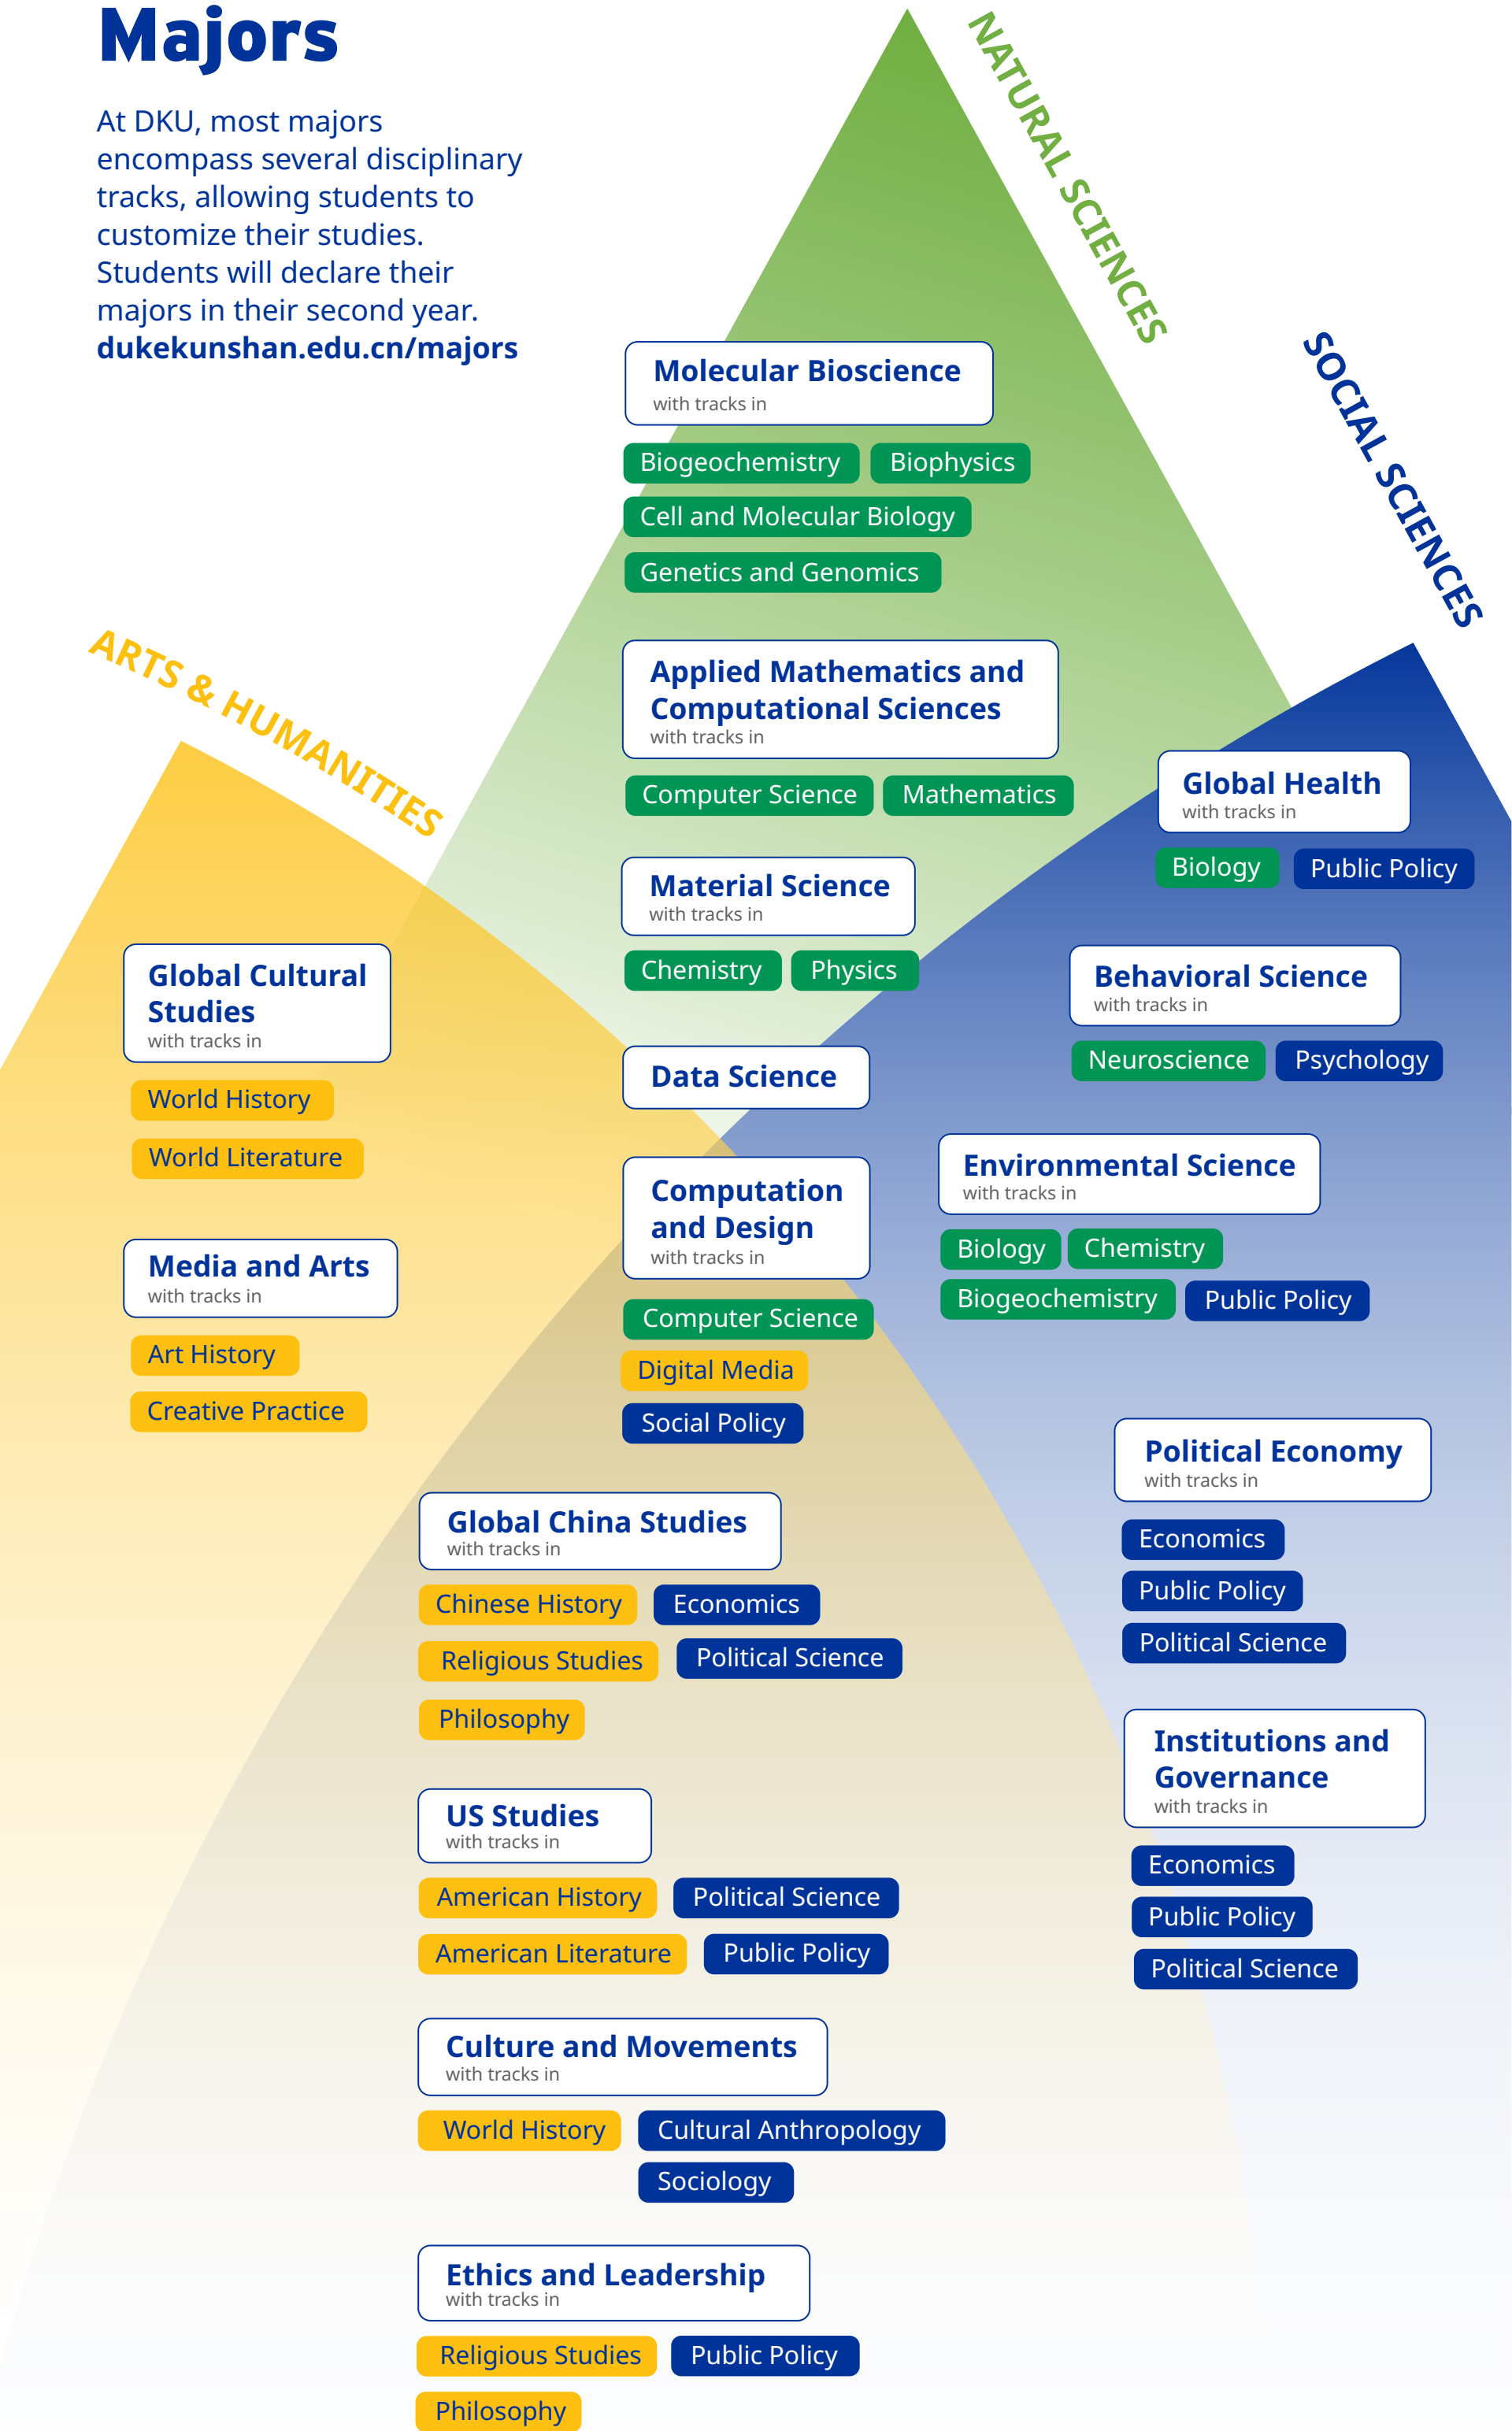 Majors
At DKU, most majors
encompass several disciplinary
tracks, allowing students to
customize their studies.
Students will declare their
majors in their second year.
dukekunshan.edu.cn/majors
NATURAL SCIENCES
SOCIAL SCIENCES
ARTS & HUMANITIES
Molecular Bioscience
with tracks in
Biogeochemistry
Biophysics
Cell and Molecular Biology
Genetics and Genomics
Applied Mathematics and
Computational Sciences
with tracks in
Computer Science
Mathematics
Material Science
with tracks in
Chemistry
Physics
Data Science
Global Health
with tracks in
Biology
Public Policy
Behavioral Science
with tracks in
Neuroscience
Psychology
Environmental Science
with tracks in
Biology
Chemistry
Biogeochemistry
Public Policy
Global Cultural
Studies
with tracks in
World History
World Literature
Media and Arts
with tracks in
Art History
Creative Practice
Computation
and Design
with tracks in
Computer Science
Digital Media
Social Policy
Political Economy
with tracks in
Economics
Public Policy
Political Science
Institutions and
Governance
with tracks in
Economics
Public Policy
Political Science
Global China Studies
with tracks in
Chinese History
Economics
Religious Studies
Political Science
Philosophy
US Studies
with tracks in
American History
Political Science
American Literature
Public Policy
Culture and Movements
with tracks in
World History
Cultural Anthropology
Sociology
Ethics and Leadership
with tracks in
Religious Studies
Public Policy
Philosophy